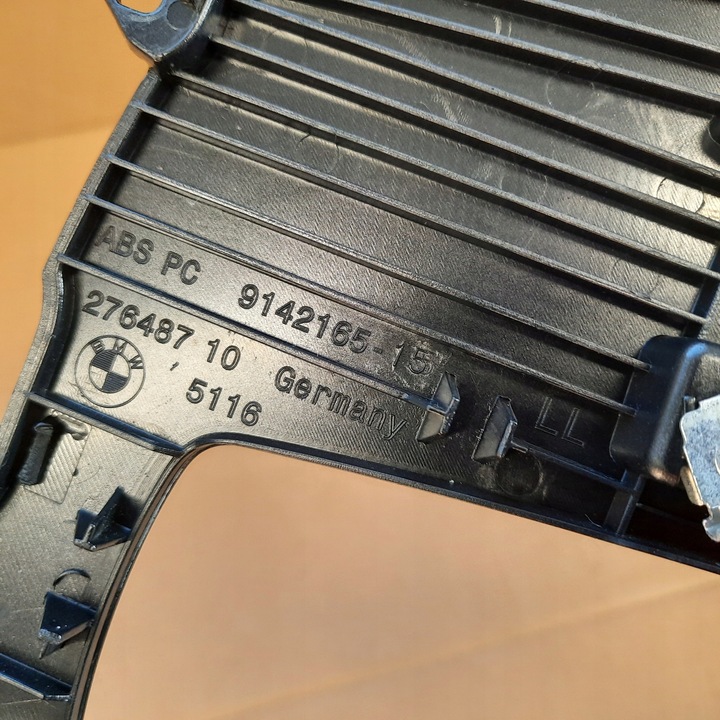 ABS PC 9142165-15
276487 10 Germany
BMW
5116
LL